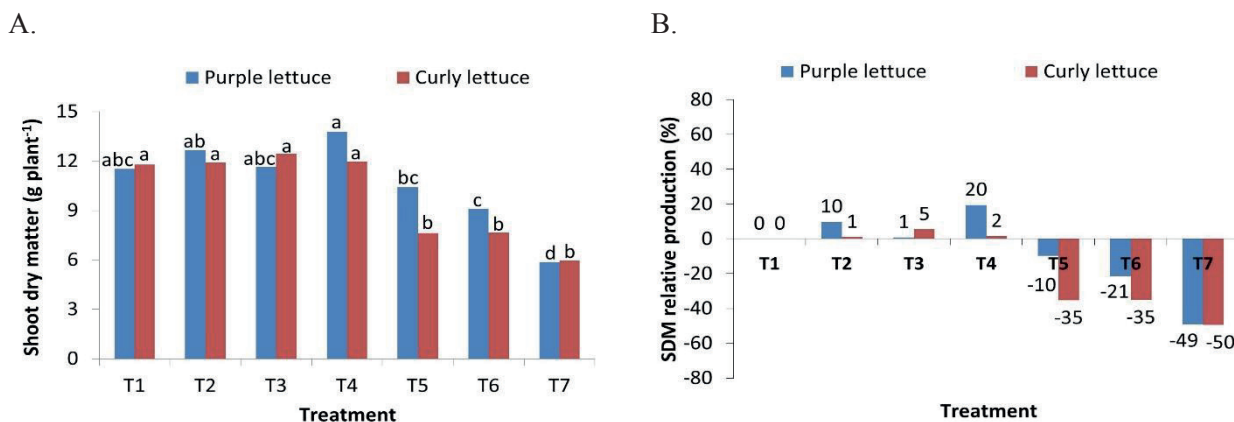 A.
Purple lettuce Curly lettuce
Shoot dry matter (g plant⁻¹)
15
12
9
6
3
0
abc a
ab a
abc a
a a
bc b
c b
d b
T1 T2 T3 T4 T5 T6 T7
Treatment
B.
Purple lettuce Curly lettuce
SDM relative production (%)
80
60
40
20
0
-20
-40
-60
-80
0 0
10 1
1 5
20 2
-10 -35
-21 -35
-49 -50
T1 T2 T3 T4 T5 T6 T7
Treatment